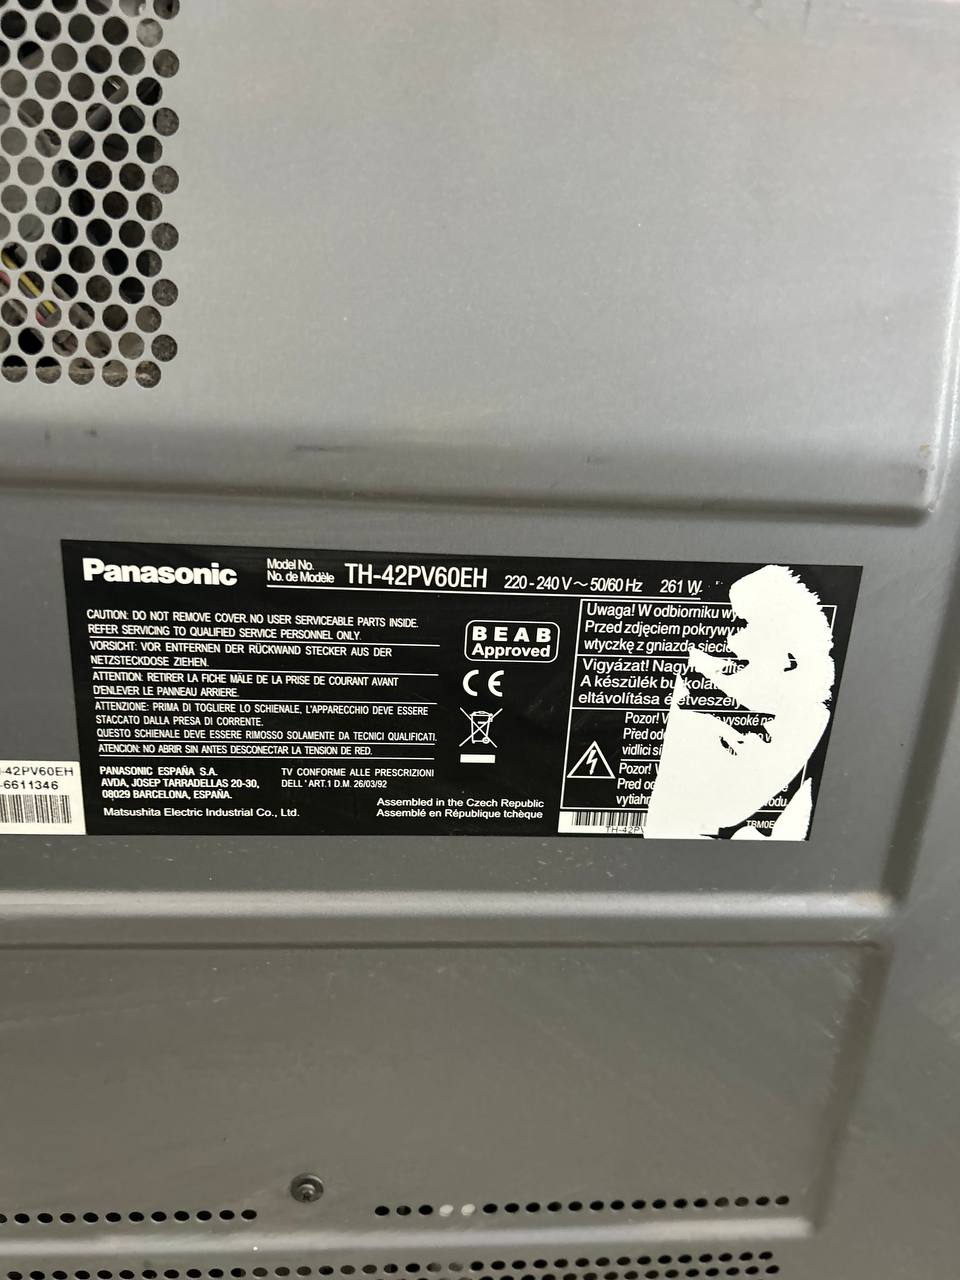 Panasonic
Model No.
No. de Modèle
TH-42PV60EH
220 - 240 V ~ 50/60 Hz 261 W
CAUTION: DO NOT REMOVE COVER. NO USER SERVICEABLE PARTS INSIDE.
REFER SERVICING TO QUALIFIED SERVICE PERSONNEL ONLY.
VORSICHT: VOR ENTFERNEN DER RÜCKWAND STECKER AUS DER
NETZSTECKDOSE ZIEHEN.
ATTENTION: RETIRER LA FICHE MÂLE DE LA PRISE DE COURANT AVANT
D'ENLEVER LE PANNEAU ARRIERE.
ATTENZIONE: PRIMA DI TOGLIERE LO SCHIENALE, L'APPARECCHIO DEVE ESSERE
STACCATO DALLA PRESA DI CORRENTE.
QUESTO SCHIENALE DEVE ESSERE RIMOSSO SOLAMENTE DA TECNICI QUALIFICATI.
ATENCION: NO ABRIR SIN ANTES DESCONECTAR LA TENSION DE RED.
PANASONIC ESPAÑA S.A.
AVDA, JOSEP TARRADELLAS 20-30,
08029 BARCELONA, ESPAÑA.
TV CONFORME ALLE PRESCRIZIONI
DELL 'ART.1 D.M. 26/03/92
Matsushita Electric Industrial Co., Ltd.
Assembled in the Czech Republic
Assemblé en République tchèque
BEAB
Approved
CE
Uwaga! W odbiorniku
Przed zdjęciem pokrywy
wtyczkę z gniazda
Vigyázat!
A készülék
eltávolítása
Pozor!
vysoké
Před
vidlici
Pozor!
Pred
-42PV60EH
-6611346